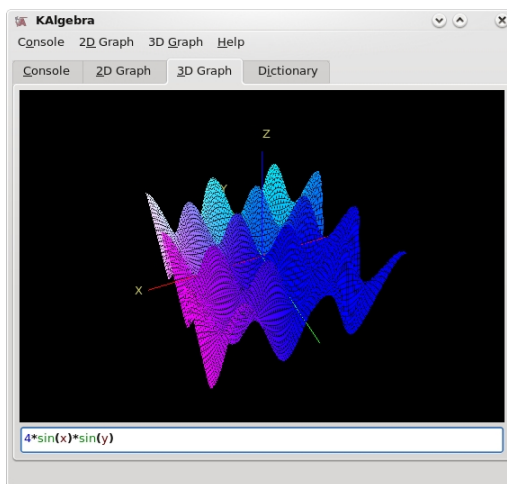 KAlgebra
Console 2D Graph 3D Graph Help
Console 2D Graph 3D Graph Dictionary
Z
Y
X
4*sin(x)*sin(y)